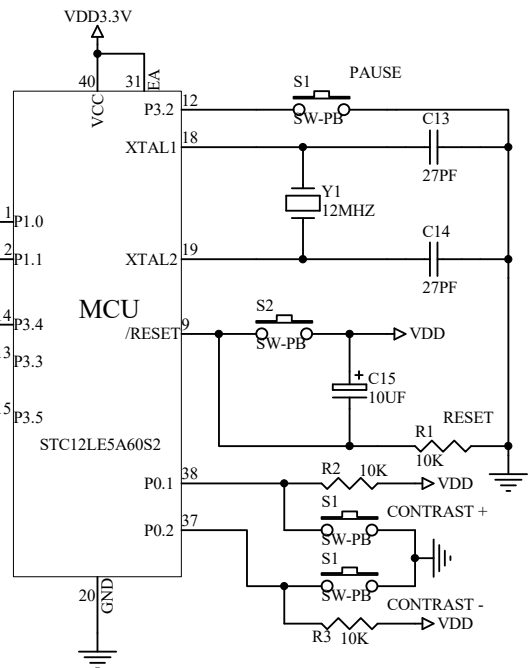 VDD3.3V
40
31
VCC
EA
S1
PAUSE
P3.2
12
SW-PB
C13
XTAL1
18
27PF
Y1
12MHZ
1
P1.0
C14
2
P1.1
XTAL2
19
27PF
MCU
S2
14
P3.4
/RESET
9
SW-PB
VDD
13
P3.3
+
C15
10UF
15
P3.5
R1
RESET
10K
STC12LE5A60S2
P0.1
38
R2
10K
VDD
S1
CONTRAST +
SW-PB
P0.2
37
S1
SW-PB
CONTRAST -
20
GND
R3
10K
VDD